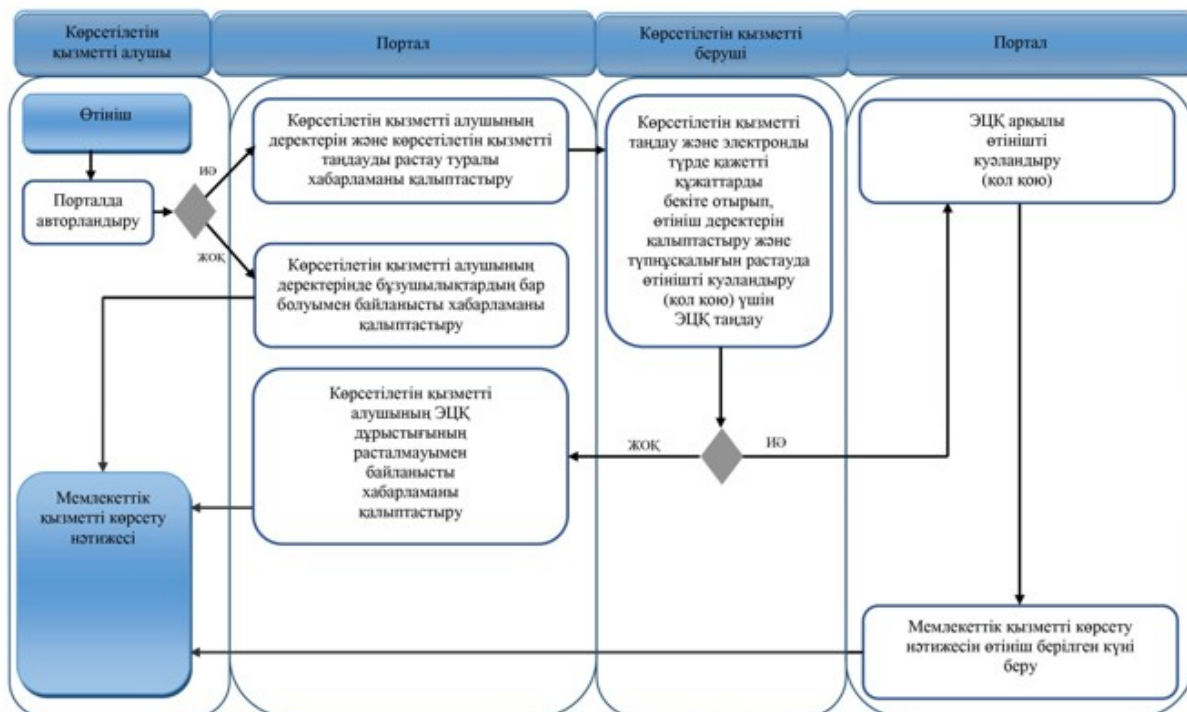 Көрсетілетін
қызметті алушы
Портал
Көрсетілетін қызметті
беруші
Портал
Өтініш
Порталда
авторландыру
ИӘ
ЖОҚ
Көрсетілетін қызметті алушының
деректерін және көрсетілетін қызметті
таңдауды растау туралы
хабарламаны қалыптастыру
Көрсетілетін қызметті алушының
деректерінде бұзушылықтардың бар
болуымен байланысты хабарламаны
қалыптастыру
Көрсетілетін қызметті
алушының ЭЦҚ
дұрыстығының
расталмауымен
байланысты
хабарламаны
қалыптастыру
Көрсетілетін қызметті
таңдау және электронды
түрде қажетті
құжаттарды
бекіте отырып,
өтініш деректерін
қалыптастыру және
түпнұсқалығын растауда
өтінішті куәландыру
(қол қою) үшін
ЭЦҚ таңдау
ЖОҚ
ИӘ
ЭЦҚ арқылы
өтінішті
куәландыру
(қол қою)
Мемлекеттік
қызметті көрсету
нәтижесі
Мемлекеттік қызметті көрсету
нәтижесін өтініш берілген күні
беру